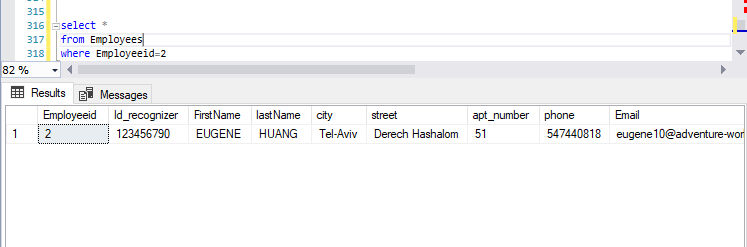 315
316 select *
317 from Employees
318 where Employeeid=2
82 %
Results Messages
Employeeid Id_recognizer FirstName lastName city street apt_number phone Email
1 2 123456790 EUGENE HUANG Tel-Aviv Derech Hashalom 51 547440818 eugene10@adventure-wor